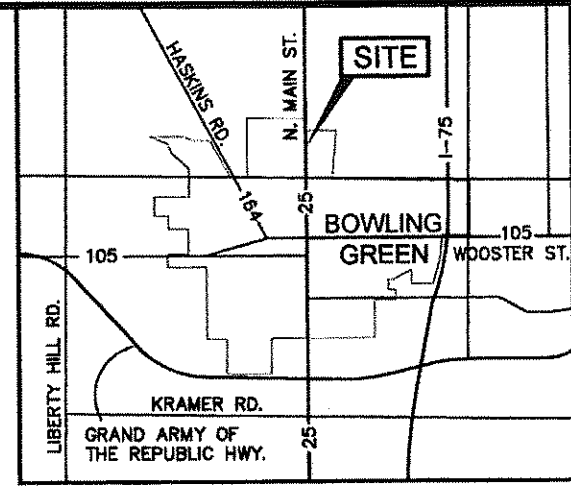 HASKINS RD.
N. MAIN ST.
SITE
I-75
164
25
BOWLING
GREEN
105
WOOSTER ST.
105
LIBERTY HILL RD.
KRAMER RD.
GRAND ARMY OF
THE REPUBLIC HWY.
25